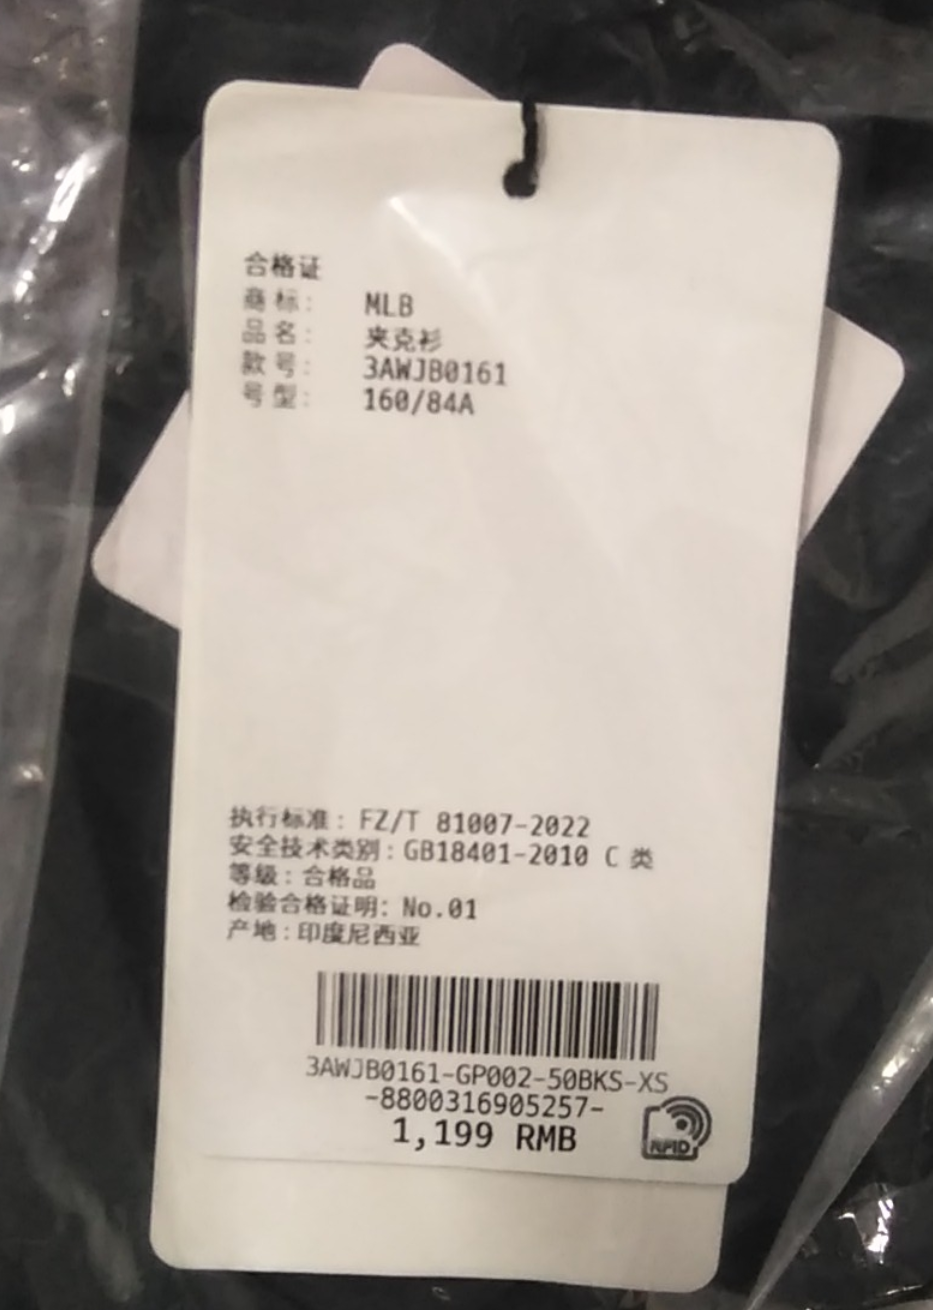 合格证
商标: MLB
品名: 夹克衫
款号: 3AWJB0161
号型: 160/84A
执行标准: FZ/T 81007-2022
安全技术类别: GB18401-2010 C 类
等级: 合格品
检验合格证明: No.01
产地: 印度尼西亚
3AWJB0161-GP002-50BKS-XS
-8800316905257-
1,199 RMB
RFID